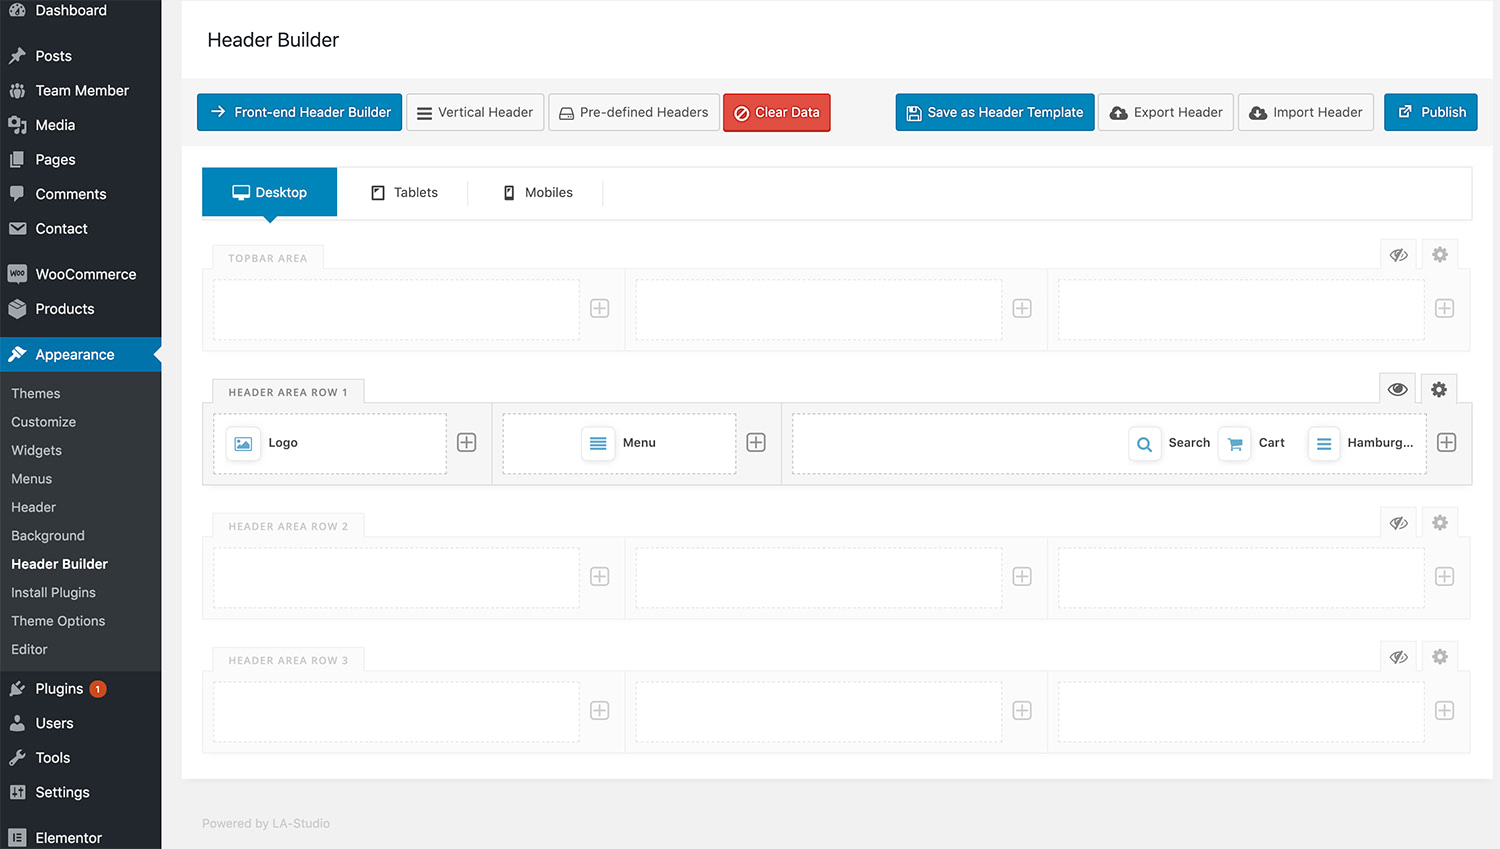 Dashboard
Posts
Team Member
Media
Pages
Comments
Contact
WOO WooCommerce
Products
Appearance
Themes
Customize
Widgets
Menus
Header
Background
Header Builder
Install Plugins
Theme Options
Editor
Plugins 1
Users
Tools
Settings
Elementor
Header Builder
Front-end Header Builder Vertical Header Pre-defined Headers Clear Data Save as Header Template Export Header Import Header Publish
Desktop Tablets Mobiles
TOPBAR AREA
HEADER AREA ROW 1
Logo Menu Search Cart Hamburg...
HEADER AREA ROW 2
HEADER AREA ROW 3
Powered by LA-Studio